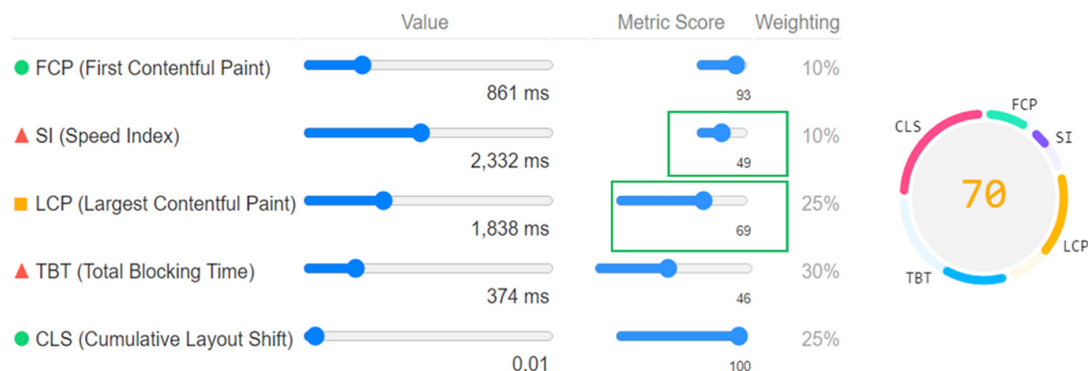 Value Metric Score Weighting
FCP (First Contentful Paint) 10%
861 ms 93
SI (Speed Index) 10%
2,332 ms 49
LCP (Largest Contentful Paint) 25%
1,838 ms 69
TBT (Total Blocking Time) 30%
374 ms 46
CLS (Cumulative Layout Shift) 25%
0.01 100
FCP
CLS
SI
70
LCP
TBT